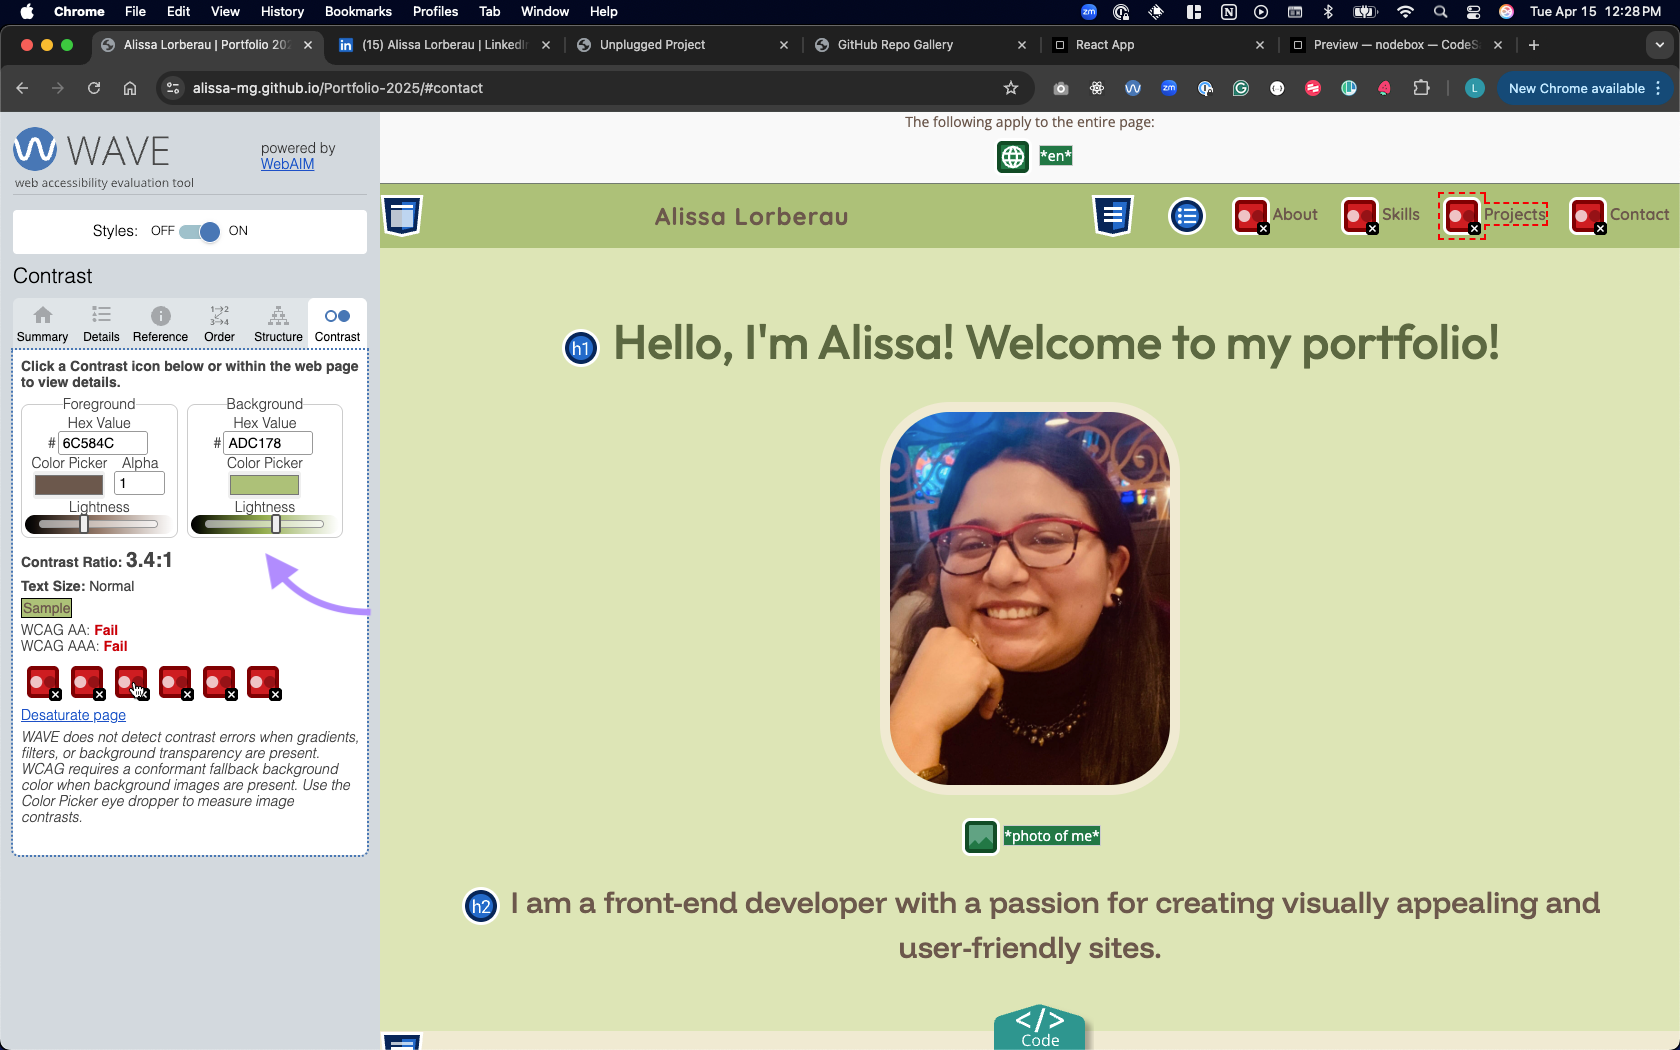 Chrome File Edit View History Bookmarks Profiles Tab Window Help
Tue Apr 15 12:28 PM
Alissa Lorberau | Portfolio 202
(15) Alissa Lorberau | LinkedIn
Unplugged Project
GitHub Repo Gallery
React App
Preview — nodebox — CodeS
alissa-mg.github.io/Portfolio-2025/#contact
L
New Chrome available
WAVE
powered by
WebAIM
web accessibility evaluation tool
Styles: OFF ON
Contrast
Summary Details Reference Order Structure Contrast
Click a Contrast icon below or within the web page
to view details.
Foreground
Hex Value
# 6C584C
Color Picker Alpha
1
Lightness
Background
Hex Value
# ADC178
Color Picker
Lightness
Contrast Ratio: 3.4:1
Text Size: Normal
Sample
WCAG AA: Fail
WCAG AAA: Fail
Desaturate page
WAVE does not detect contrast errors when gradients,
filters, or background transparency are present.
WCAG requires a conformant fallback background
color when background images are present. Use the
Color Picker eye dropper to measure image
contrasts.
The following apply to the entire page:
*en*
Alissa Lorberau
About Skills Projects Contact
h1 Hello, I'm Alissa! Welcome to my portfolio!
*photo of me*
h2 I am a front-end developer with a passion for creating visually appealing and
user-friendly sites.
</>
Code